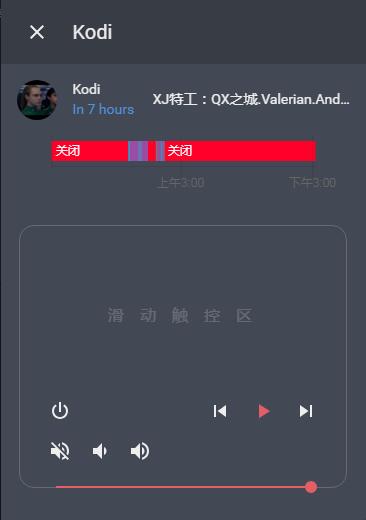 Kodi
Kodi
In 7 hours
XJ特工：QX之城.Valerian.And…
关闭
关闭
上午3:00
下午3:00
滑动触控区